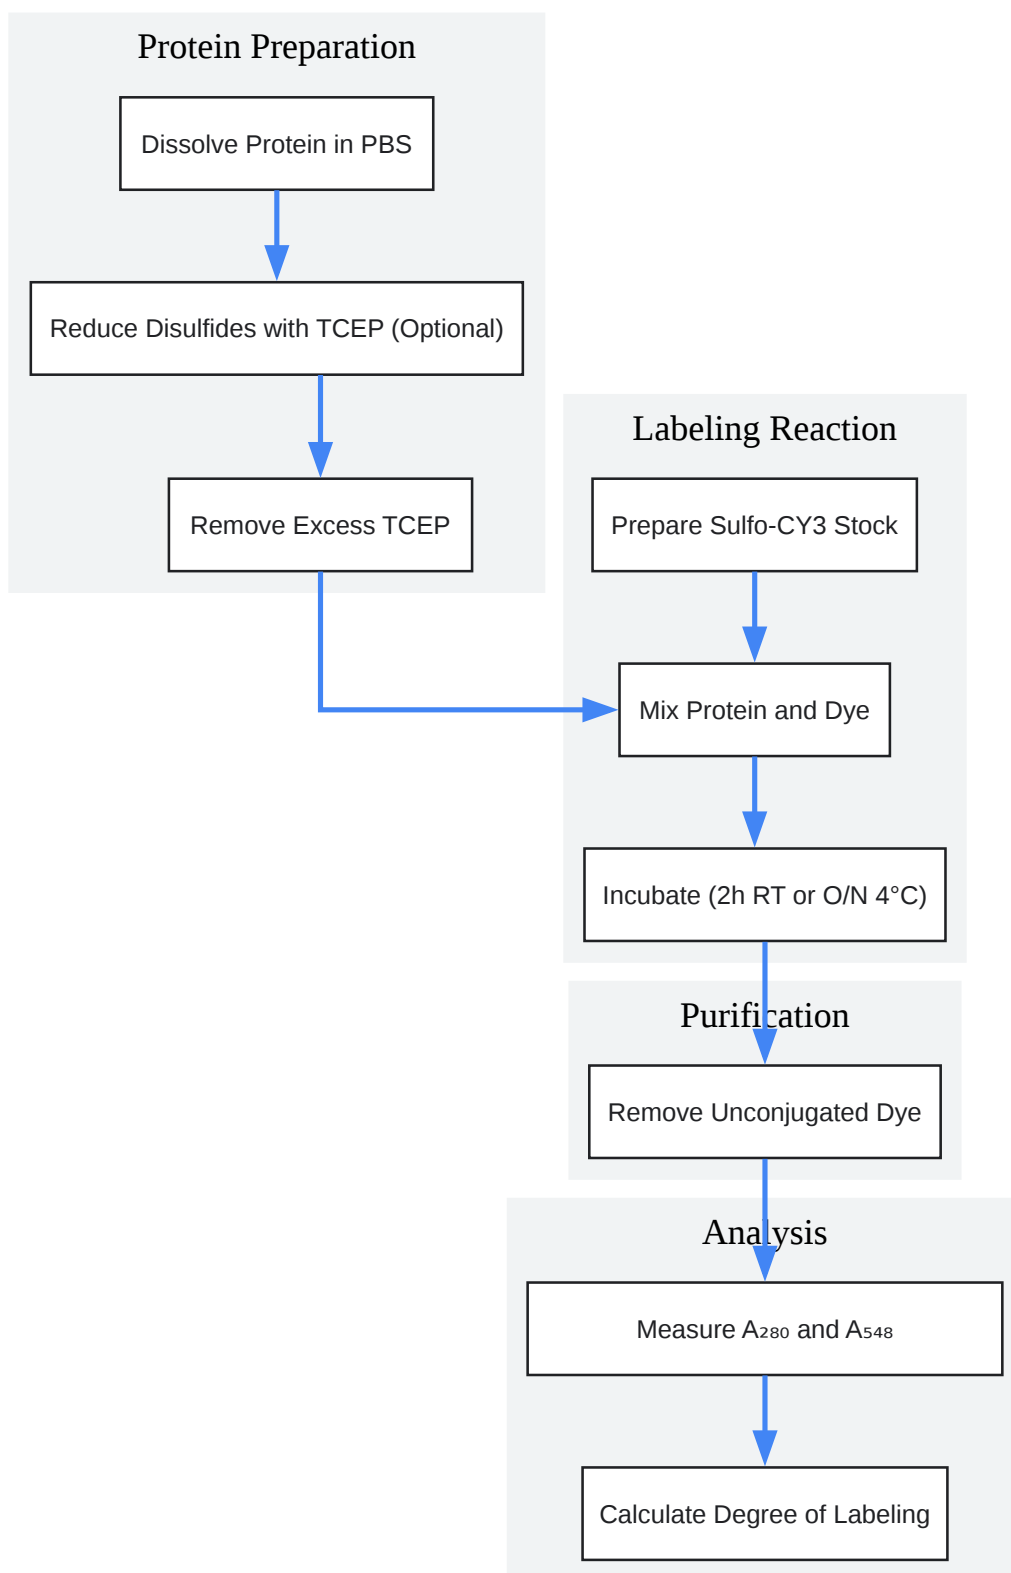 Protein Preparation
Dissolve Protein in PBS
Reduce Disulfides with TCEP (Optional)
Remove Excess TCEP
Labeling Reaction
Prepare Sulfo-CY3 Stock
Mix Protein and Dye
Incubate (2h RT or O/N 4°C)
Purification
Remove Unconjugated Dye
Analysis
Measure A₂₈₀ and A₅₄₈
Calculate Degree of Labeling